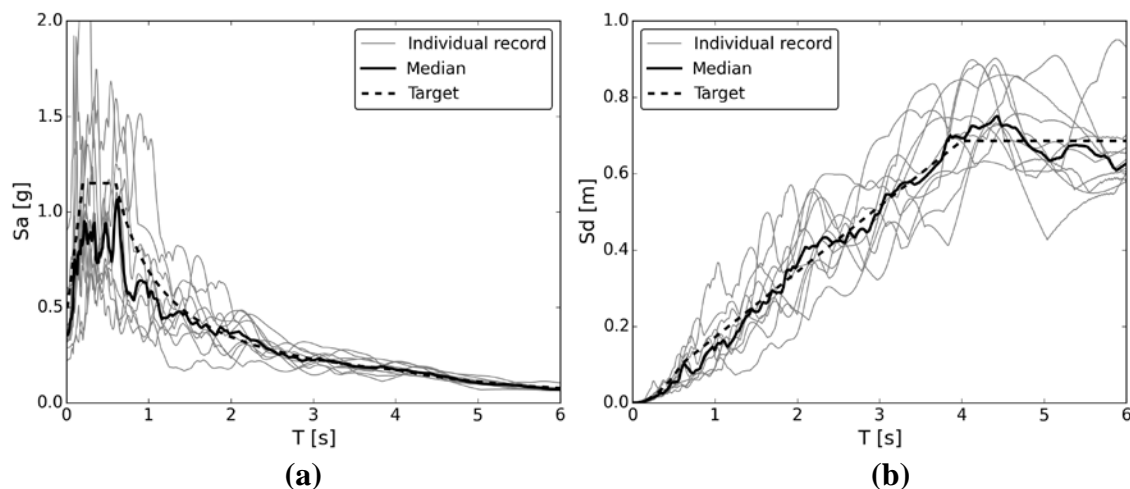 2.0
1.5
1.0
0.5
0.0
Sa [g]
0 1 2 3 4 5 6
T [s]
Individual record
Median
Target
(a)
1.0
0.8
0.6
0.4
0.2
0.0
Sd [m]
0 1 2 3 4 5 6
T [s]
Individual record
Median
Target
(b)